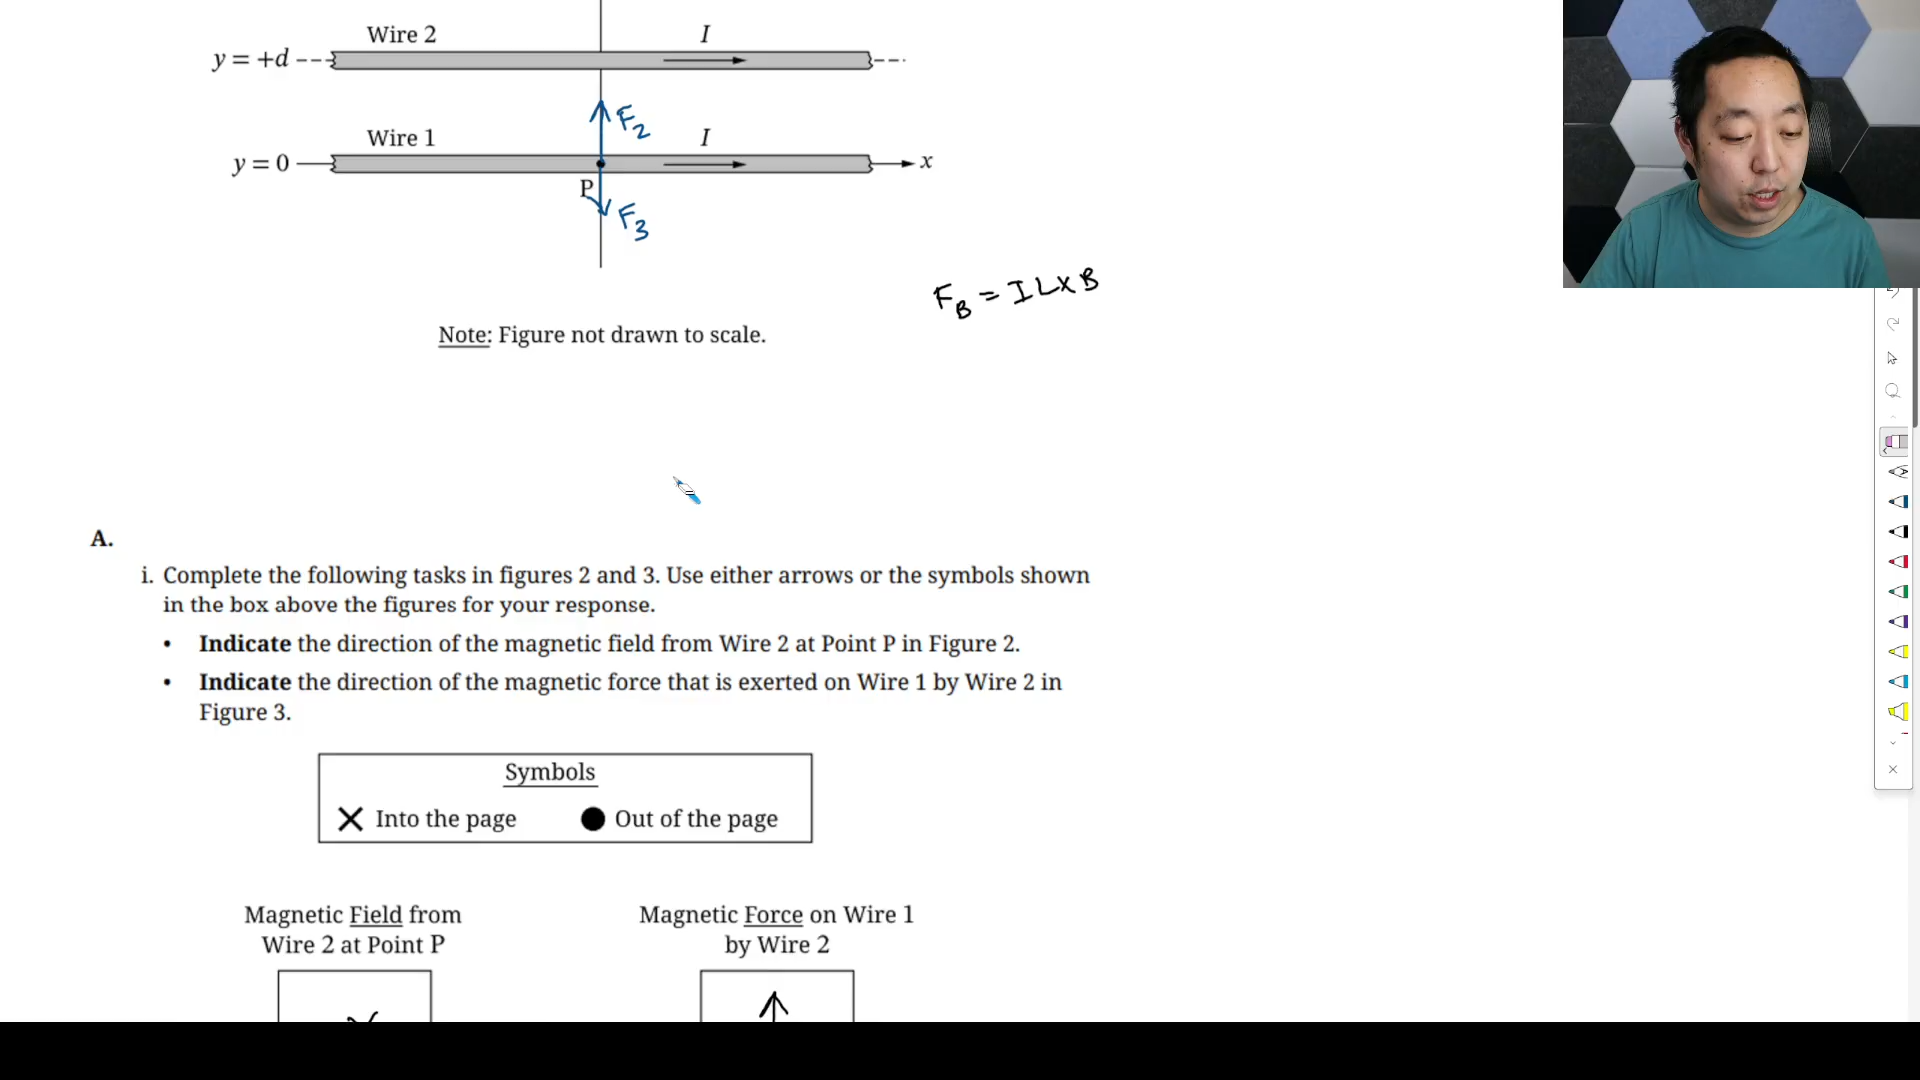 Wire 2
I
y = +d
F₂
Wire 1
I
y = 0
x
P
F₃
F_B = I L × B
Note: Figure not drawn to scale.
A.
i. Complete the following tasks in figures 2 and 3. Use either arrows or the symbols shown
in the box above the figures for your response.
• Indicate the direction of the magnetic field from Wire 2 at Point P in Figure 2.
• Indicate the direction of the magnetic force that is exerted on Wire 1 by Wire 2 in
Figure 3.
Symbols
Into the page
Out of the page
Magnetic Field from
Wire 2 at Point P
Magnetic Force on Wire 1
by Wire 2